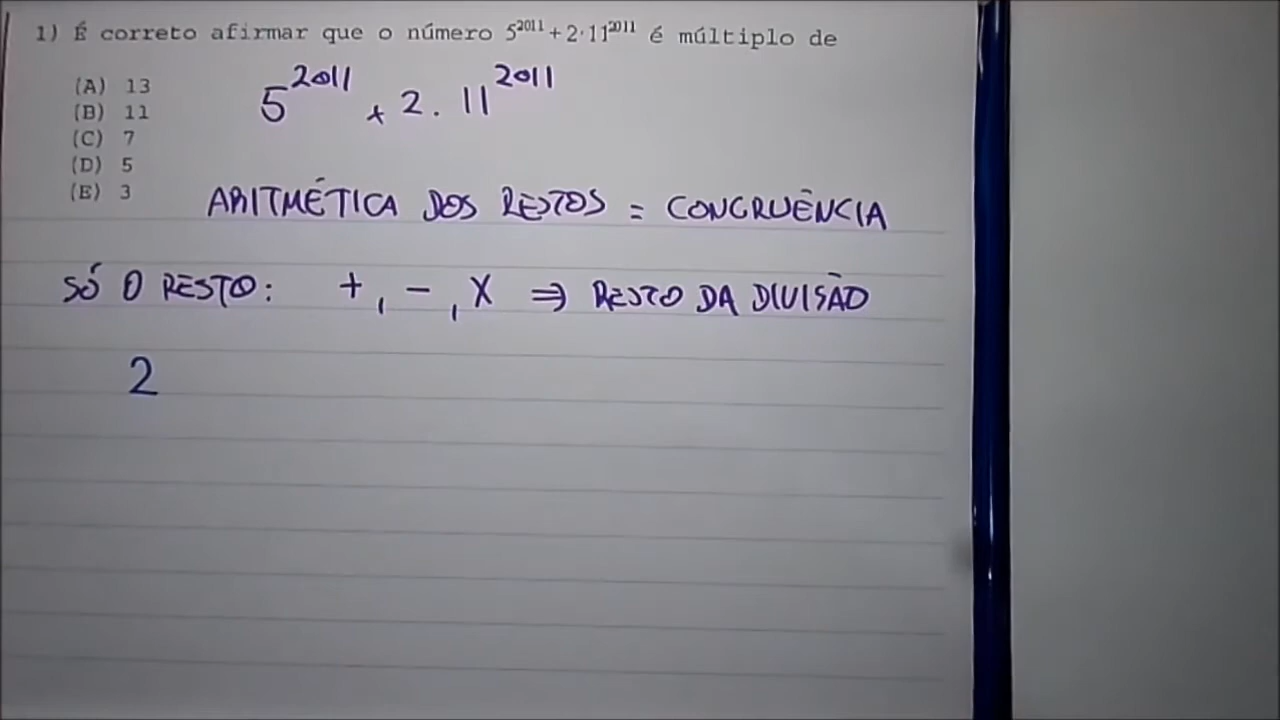 1) É correto afirmar que o número 5²⁰¹¹+2·11²⁰¹¹ é múltiplo de
(A) 13
(B) 11
(C) 7
(D) 5
(E) 3
5²⁰¹¹ + 2 . 11²⁰¹¹
ARITMÉTICA DOS RESTOS = CONGRUÊNCIA
SÓ O RESTO: + , - , X ⇒ RESTO DA DIVISÃO
2